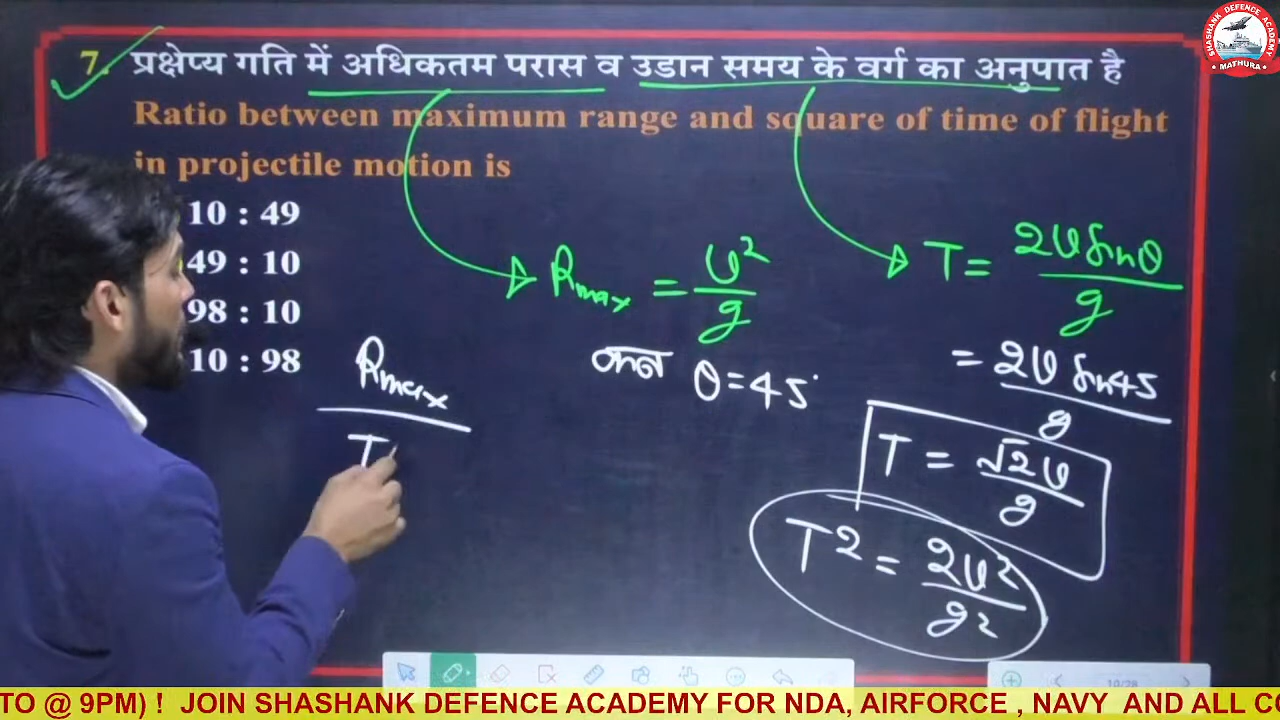 7. प्रक्षेप्य गति में अधिकतम परास व उडान समय के वर्ग का अनुपात है
Ratio between maximum range and square of time of flight
in projectile motion is
10 : 49
49 : 10
98 : 10
10 : 98
Rmax = u²/g
T = 2u sinθ/g
θ = 45°
= 2u sin45/g
T = √2u/g
T² = 2u²/g²
Rmax
T
SHASHANK DEFENCE ACADEMY
MATHURA
10/28
TO @ 9PM) ! JOIN SHASHANK DEFENCE ACADEMY FOR NDA, AIRFORCE , NAVY AND ALL